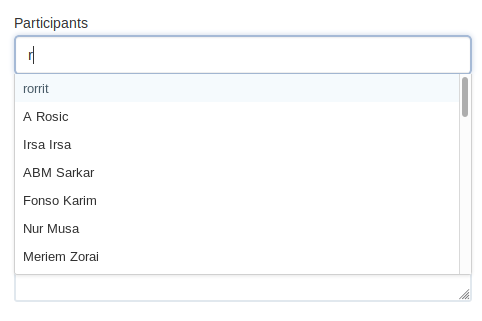 Participants
r
rorrit
A Rosic
Irsa Irsa
ABM Sarkar
Fonso Karim
Nur Musa
Meriem Zorai